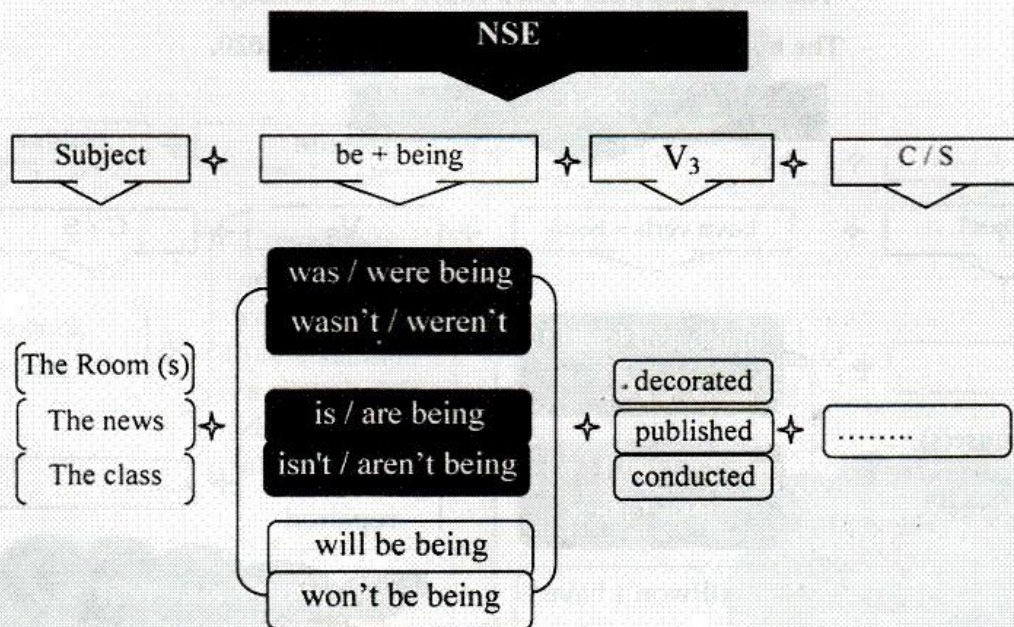 NSE
Subject + be + being + V₃ + C / S
was / were being
wasn't / weren't
The Room (s)
The news
The class
+
is / are being
isn't / aren't being
will be being
won't be being
+
decorated
published
conducted
+
........